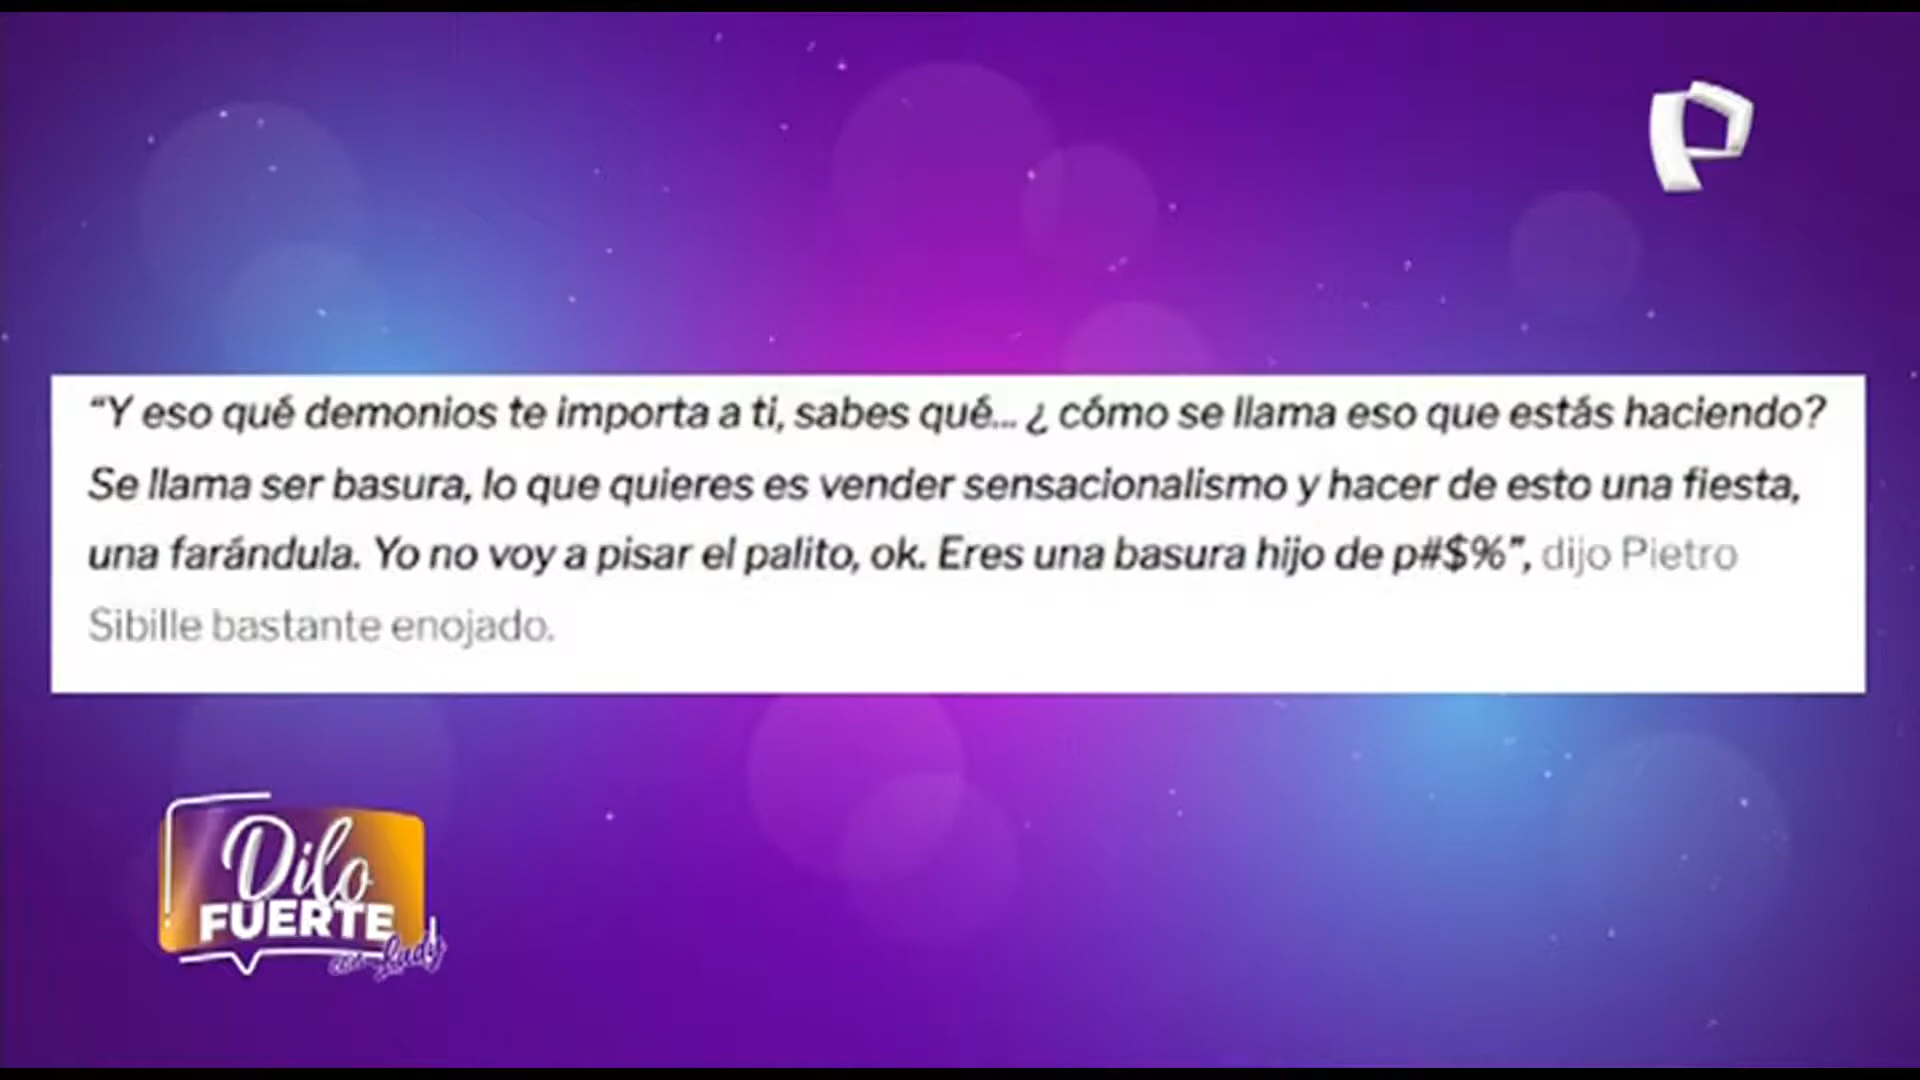 “Y eso qué demonios te importa a ti, sabes qué... ¿ cómo se llama eso que estás haciendo?
Se llama ser basura, lo que quieres es vender sensacionalismo y hacer de esto una fiesta,
una farándula. Yo no voy a pisar el palito, ok. Eres una basura hijo de p#$%”, dijo Pietro
Sibille bastante enojado.
Dilo
FUERTE
con Lady